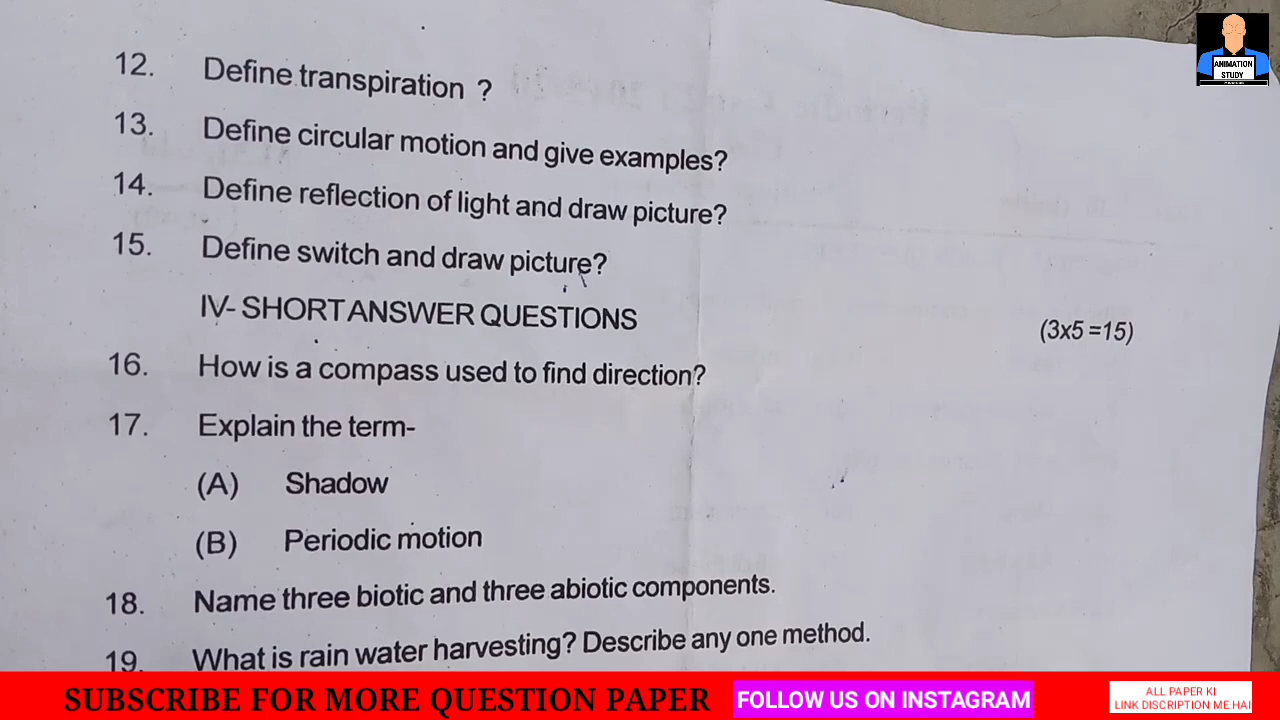 ANIMATION
STUDY
12. Define transpiration ?
13. Define circular motion and give examples?
14. Define reflection of light and draw picture?
15. Define switch and draw picture?
IV- SHORT ANSWER QUESTIONS (3x5 =15)
16. How is a compass used to find direction?
17. Explain the term-
(A) Shadow
(B) Periodic motion
18. Name three biotic and three abiotic components.
19. What is rain water harvesting? Describe any one method.
SUBSCRIBE FOR MORE QUESTION PAPER
FOLLOW US ON INSTAGRAM
ALL PAPER KI
LINK DISCRIPTION ME HAI